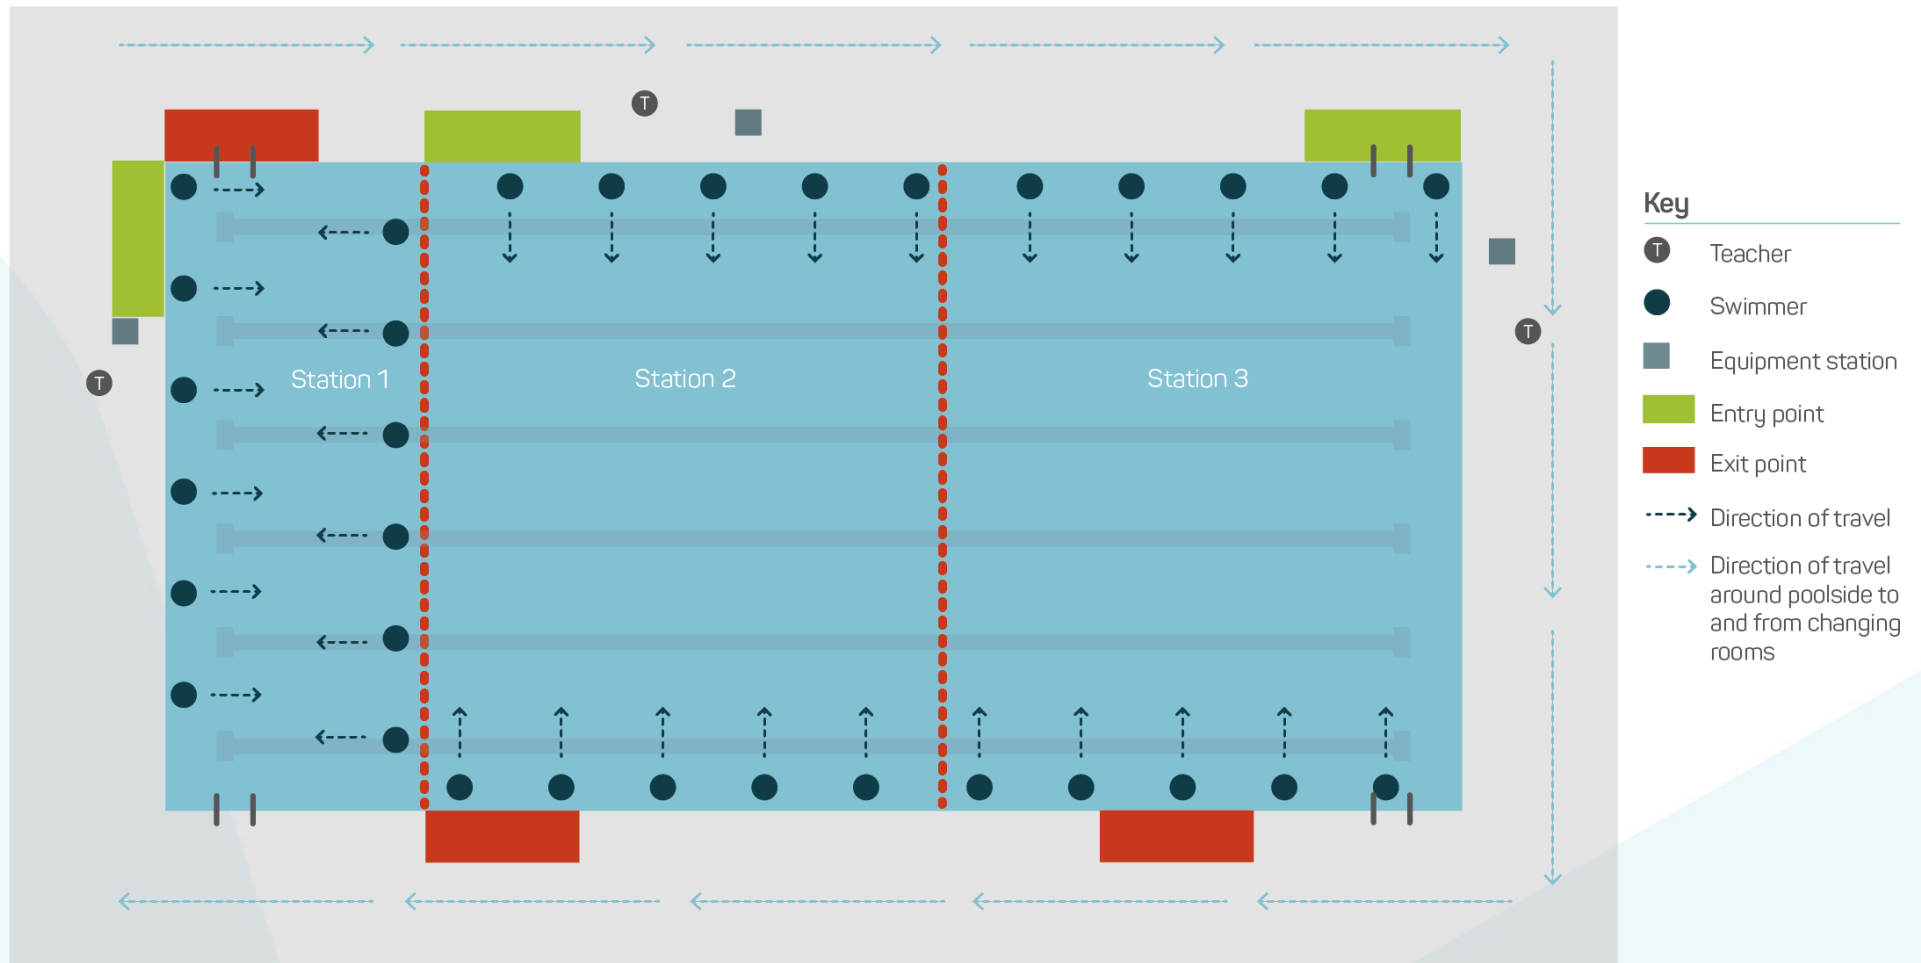 T
T
T
Station 1
Station 2
Station 3
Key
T Teacher
Swimmer
Equipment station
Entry point
Exit point
Direction of travel
Direction of travel
around poolside to
and from changing
rooms